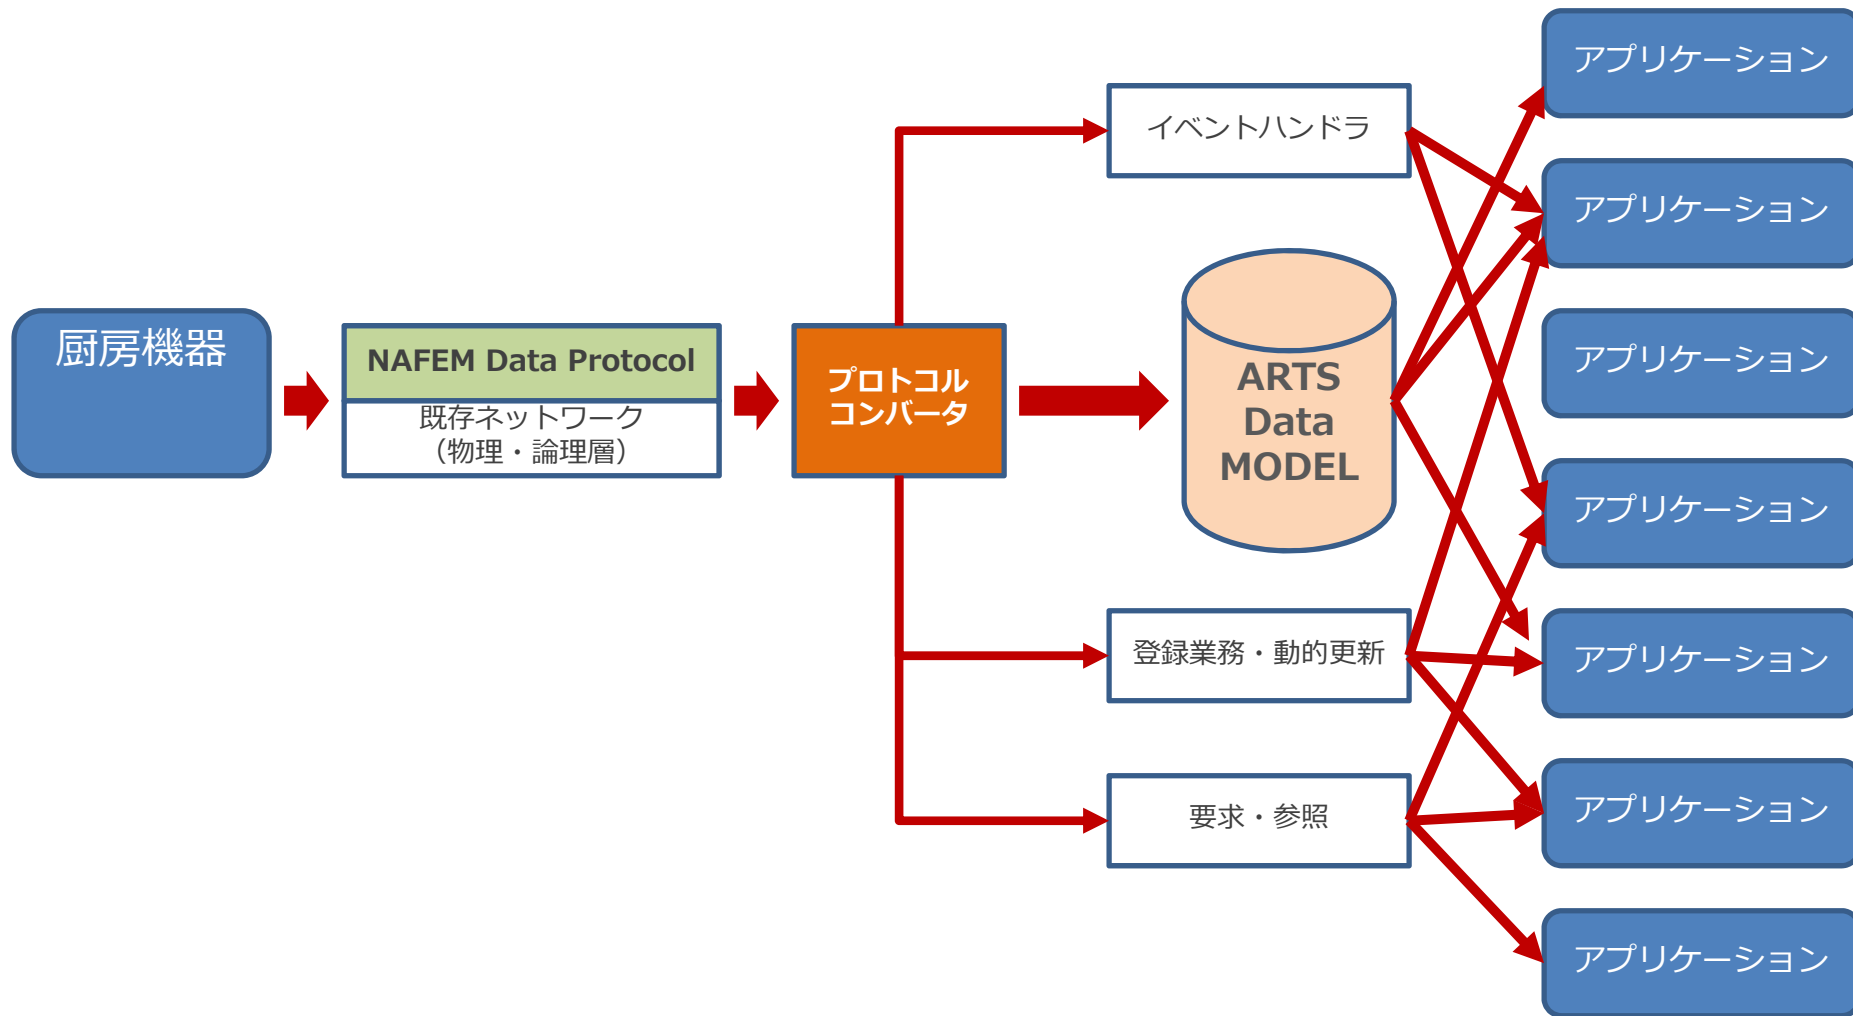 厨房機器
NAFEM Data Protocol
既存ネットワーク
（物理・論理層）
プロトコル
コンバータ
イベントハンドラ
ARTS
Data
MODEL
登録業務・動的更新
要求・参照
アプリケーション
アプリケーション
アプリケーション
アプリケーション
アプリケーション
アプリケーション
アプリケーション